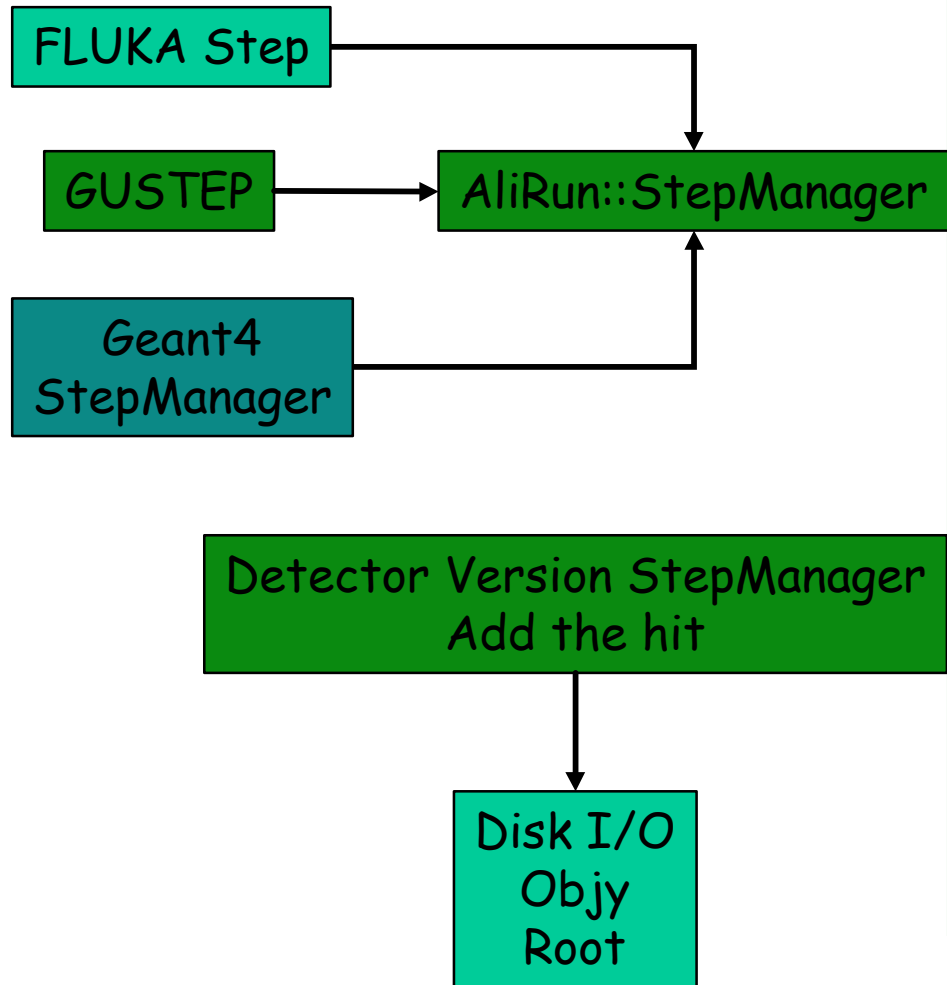 FLUKA Step
GUSTEP
AliRun::StepManager
Geant4
StepManager
Detector Version StepManager
Add the hit
Disk I/O
Objy
Root